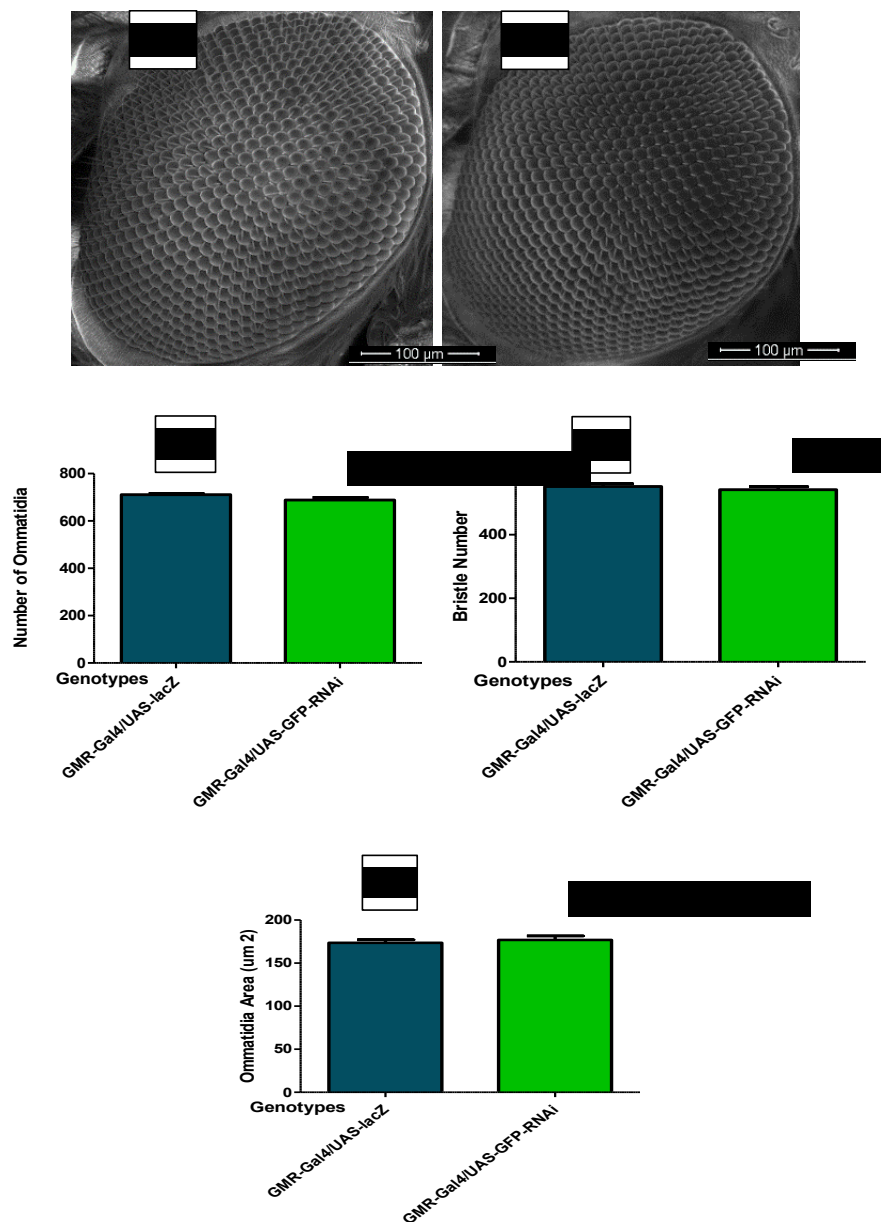 100 µm
100 µm
Number of Ommatidia
800
600
400
200
0
Genotypes
GMR-Gal4/UAS-lacZ
GMR-Gal4/UAS-GFP-RNAi
Bristle Number
400
200
0
Genotypes
GMR-Gal4/UAS-lacZ
GMR-Gal4/UAS-GFP-RNAi
Ommatidia Area (um 2)
200
150
100
50
0
Genotypes
GMR-Gal4/UAS-lacZ
GMR-Gal4/UAS-GFP-RNAi